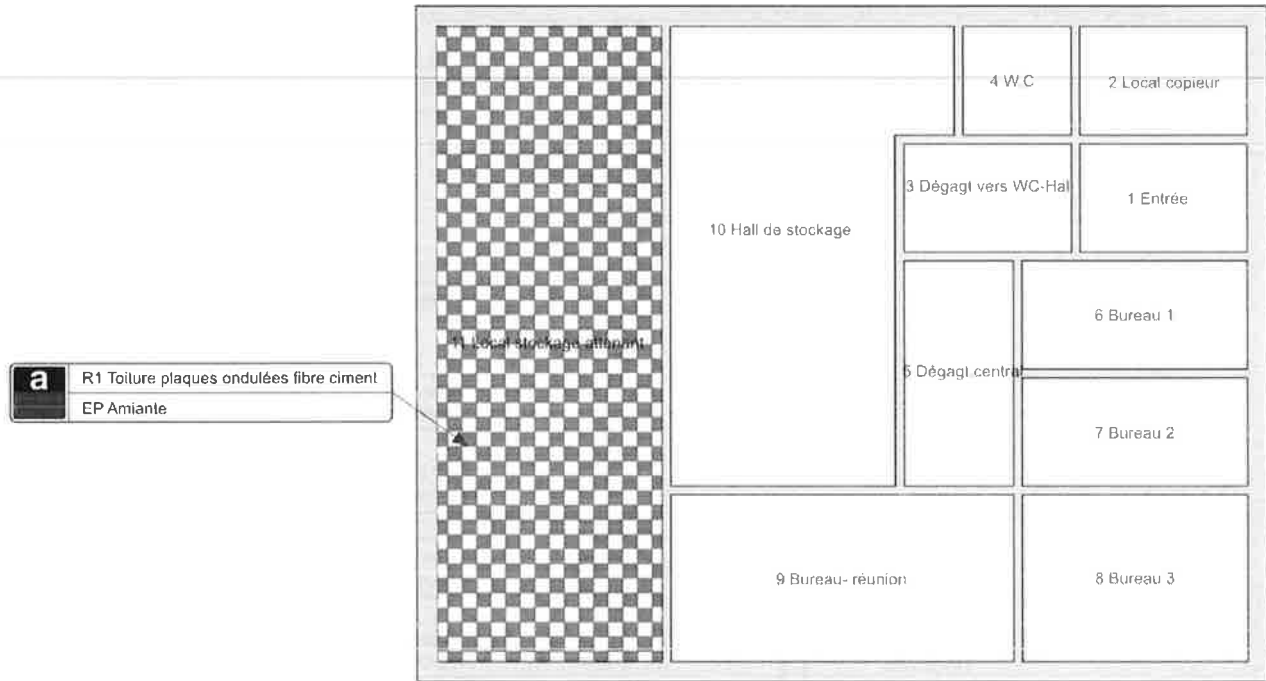 4 W.C
2 Local copieur
3 Dégagt vers WC-Hal
1 Entrée
10 Hall de stockage
6 Bureau 1
11 Local stockage attenant
5 Dégagt central
a
R1 Toiture plaques ondulées fibre ciment
EP Amiante
7 Bureau 2
9 Bureau- réunion
8 Bureau 3